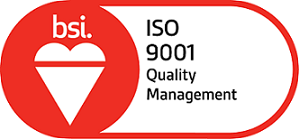 bsi.
ISO
9001
Quality
Management